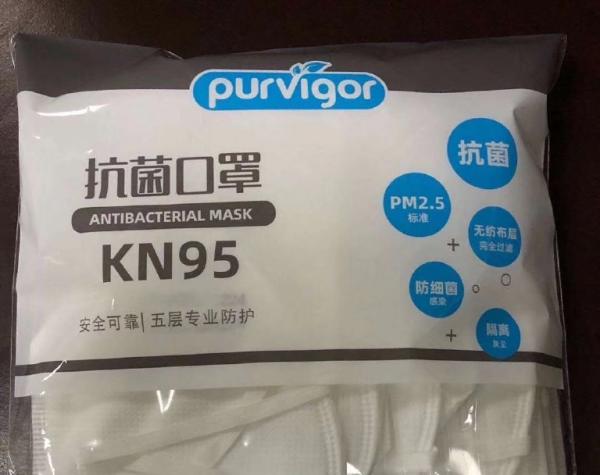 purvigor
抗菌口罩
ANTIBACTERIAL MASK
KN95
安全可靠 | 五层专业防护
抗菌
PM2.5
标准
+
无纺布层
完全过滤
防细菌
感染
+
隔离
灰尘